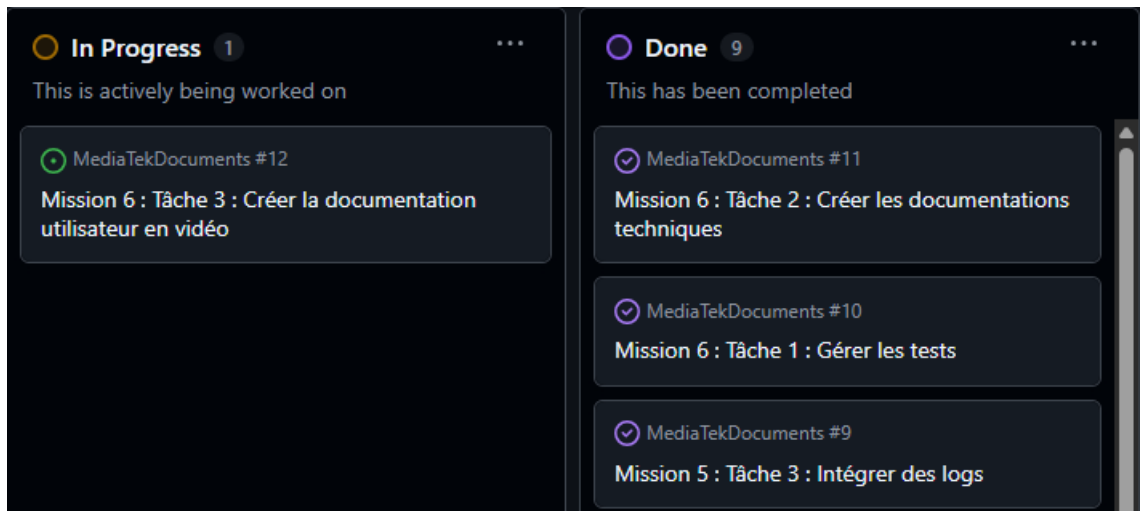 In Progress 1
This is actively being worked on
MediaTekDocuments #12
Mission 6 : Tâche 3 : Créer la documentation
utilisateur en vidéo
Done 9
This has been completed
MediaTekDocuments #11
Mission 6 : Tâche 2 : Créer les documentations
techniques
MediaTekDocuments #10
Mission 6 : Tâche 1 : Gérer les tests
MediaTekDocuments #9
Mission 5 : Tâche 3 : Intégrer des logs